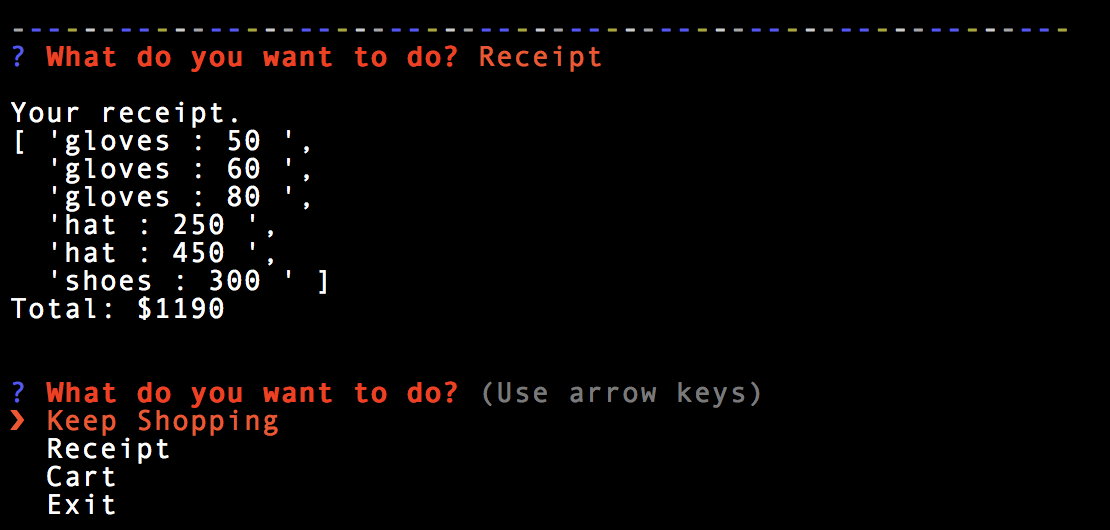 ? What do you want to do? Receipt
Your receipt.
[ 'gloves : 50 ',
'gloves : 60 ',
'gloves : 80 ',
'hat : 250 ',
'hat : 450 ',
'shoes : 300 ' ]
Total: $1190
? What do you want to do? (Use arrow keys)
❯ Keep Shopping
Receipt
Cart
Exit